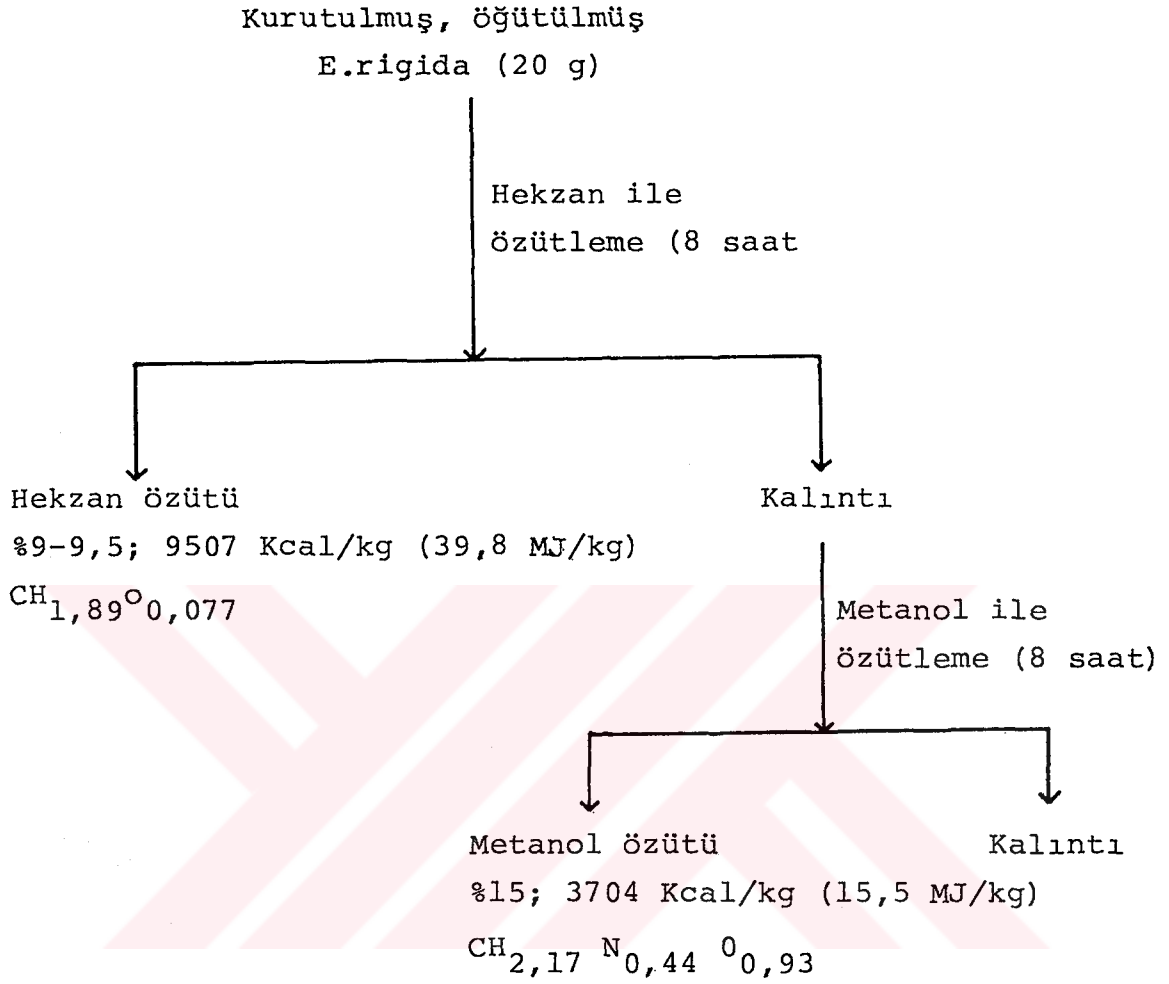 Kurutulmuş, öğütülmüş
E.rigida (20 g)
Hekzan ile
özütleme (8 saat
Hekzan özütü
%9-9,5; 9507 Kcal/kg (39,8 MJ/kg)
CH1,89O0,077
Kalıntı
Metanol ile
özütleme (8 saat)
Metanol özütü
%15; 3704 Kcal/kg (15,5 MJ/kg)
CH2,17 N0,44 O0,93
Kalıntı